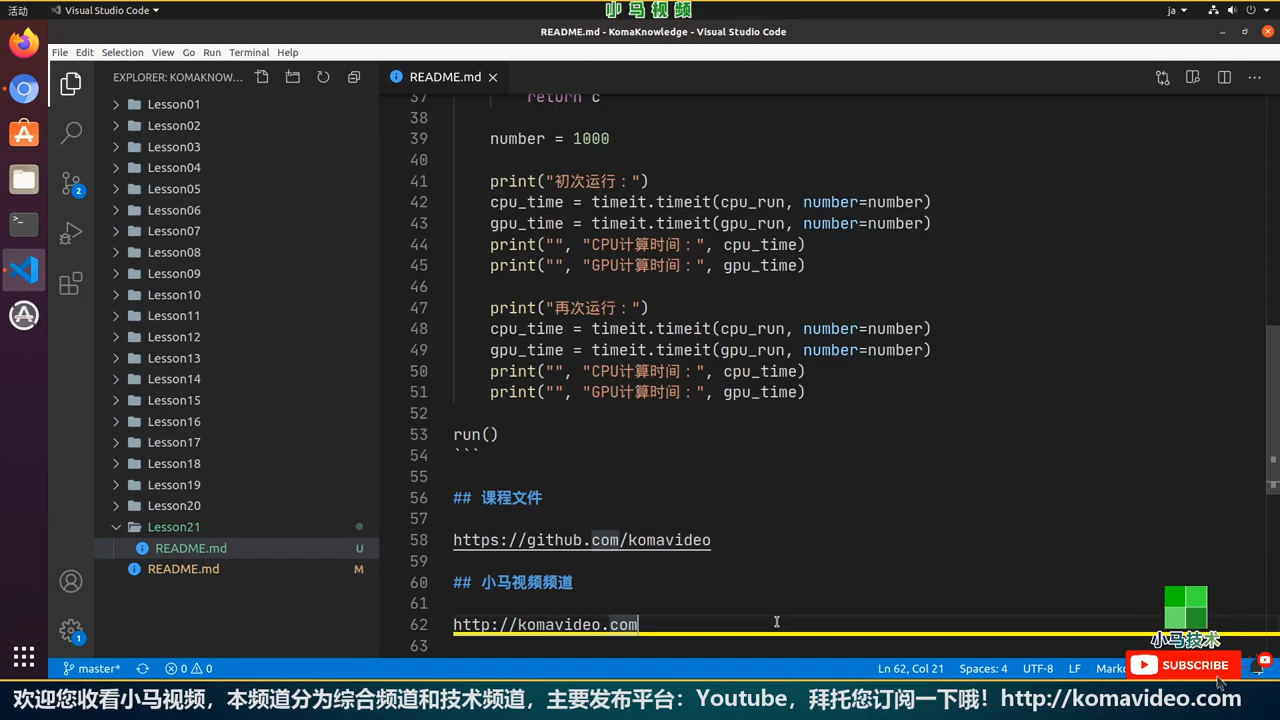 活动
Visual Studio Code
小马视频
ja
README.md - KomaKnowledge - Visual Studio Code
File Edit Selection View Go Run Terminal Help
EXPLORER: KOMAKNOW...
README.md
Lesson01
Lesson02
Lesson03
Lesson04
Lesson05
Lesson06
Lesson07
Lesson08
Lesson09
Lesson10
Lesson11
Lesson12
Lesson13
Lesson14
Lesson15
Lesson16
Lesson17
Lesson18
Lesson19
Lesson20
Lesson21
README.md U
README.md M
2
1
37 return c
38
39 number = 1000
40
41 print("初次运行：")
42 cpu_time = timeit.timeit(cpu_run, number=number)
43 gpu_time = timeit.timeit(gpu_run, number=number)
44 print("", "CPU计算时间：", cpu_time)
45 print("", "GPU计算时间：", gpu_time)
46
47 print("再次运行：")
48 cpu_time = timeit.timeit(cpu_run, number=number)
49 gpu_time = timeit.timeit(gpu_run, number=number)
50 print("", "CPU计算时间：", cpu_time)
51 print("", "GPU计算时间：", gpu_time)
52
53 run()
54 ```
55
56 ## 课程文件
57
58 https://github.com/komavideo
59
60 ## 小马视频频道
61
62 http://komavideo.com
63
小马技术
SUBSCRIBE
master* 0 0 Ln 62, Col 21 Spaces: 4 UTF-8 LF
欢迎您收看小马视频，本频道分为综合频道和技术频道，主要发布平台：Youtube，拜托您订阅一下哦！http://komavideo.com